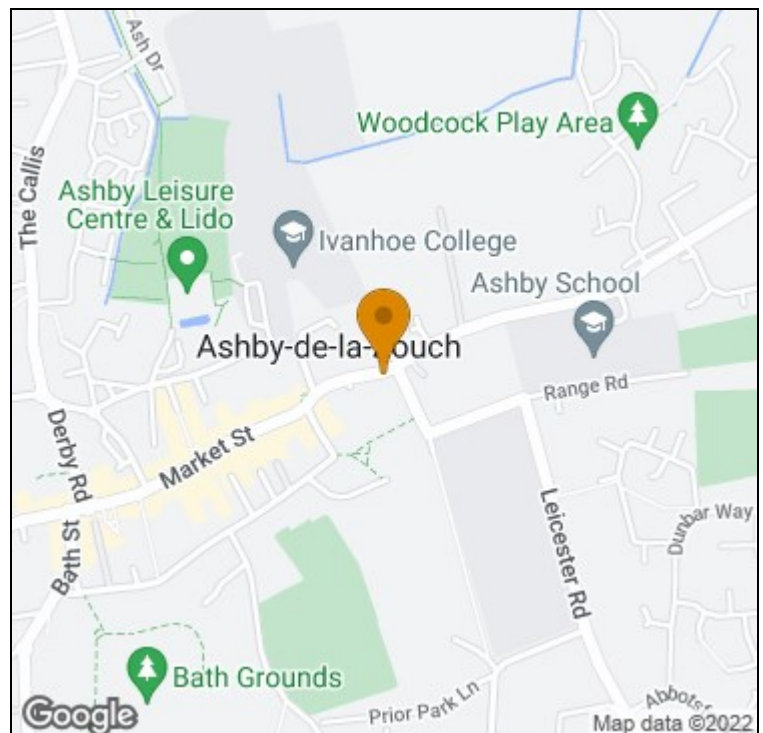 Ash Dr
Woodcock Play Area
The Callis
Ashby Leisure
Centre & Lido
Ivanhoe College
Ashby School
Ashby-de-la-Zouch
Range Rd
Derby Rd
Market St
Leicester Rd
Dunbar Way
Bath St
Bath Grounds
Prior Park Ln
Google
Map data ©2022